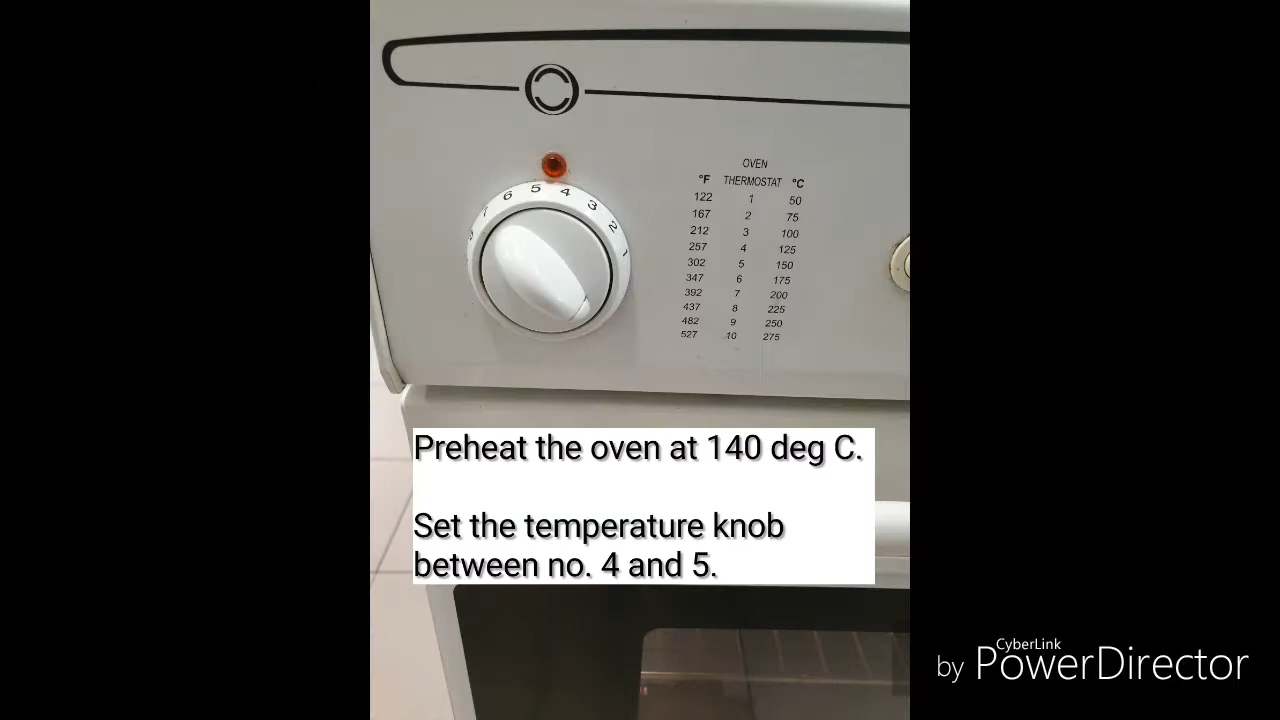 OVEN
°F THERMOSTAT °C
122 1 50
167 2 75
212 3 100
257 4 125
302 5 150
347 6 175
392 7 200
437 8 225
482 9 250
527 10 275
6 5 4 3 2 1
7
Preheat the oven at 140 deg C.
Set the temperature knob
between no. 4 and 5.
CyberLink
by PowerDirector